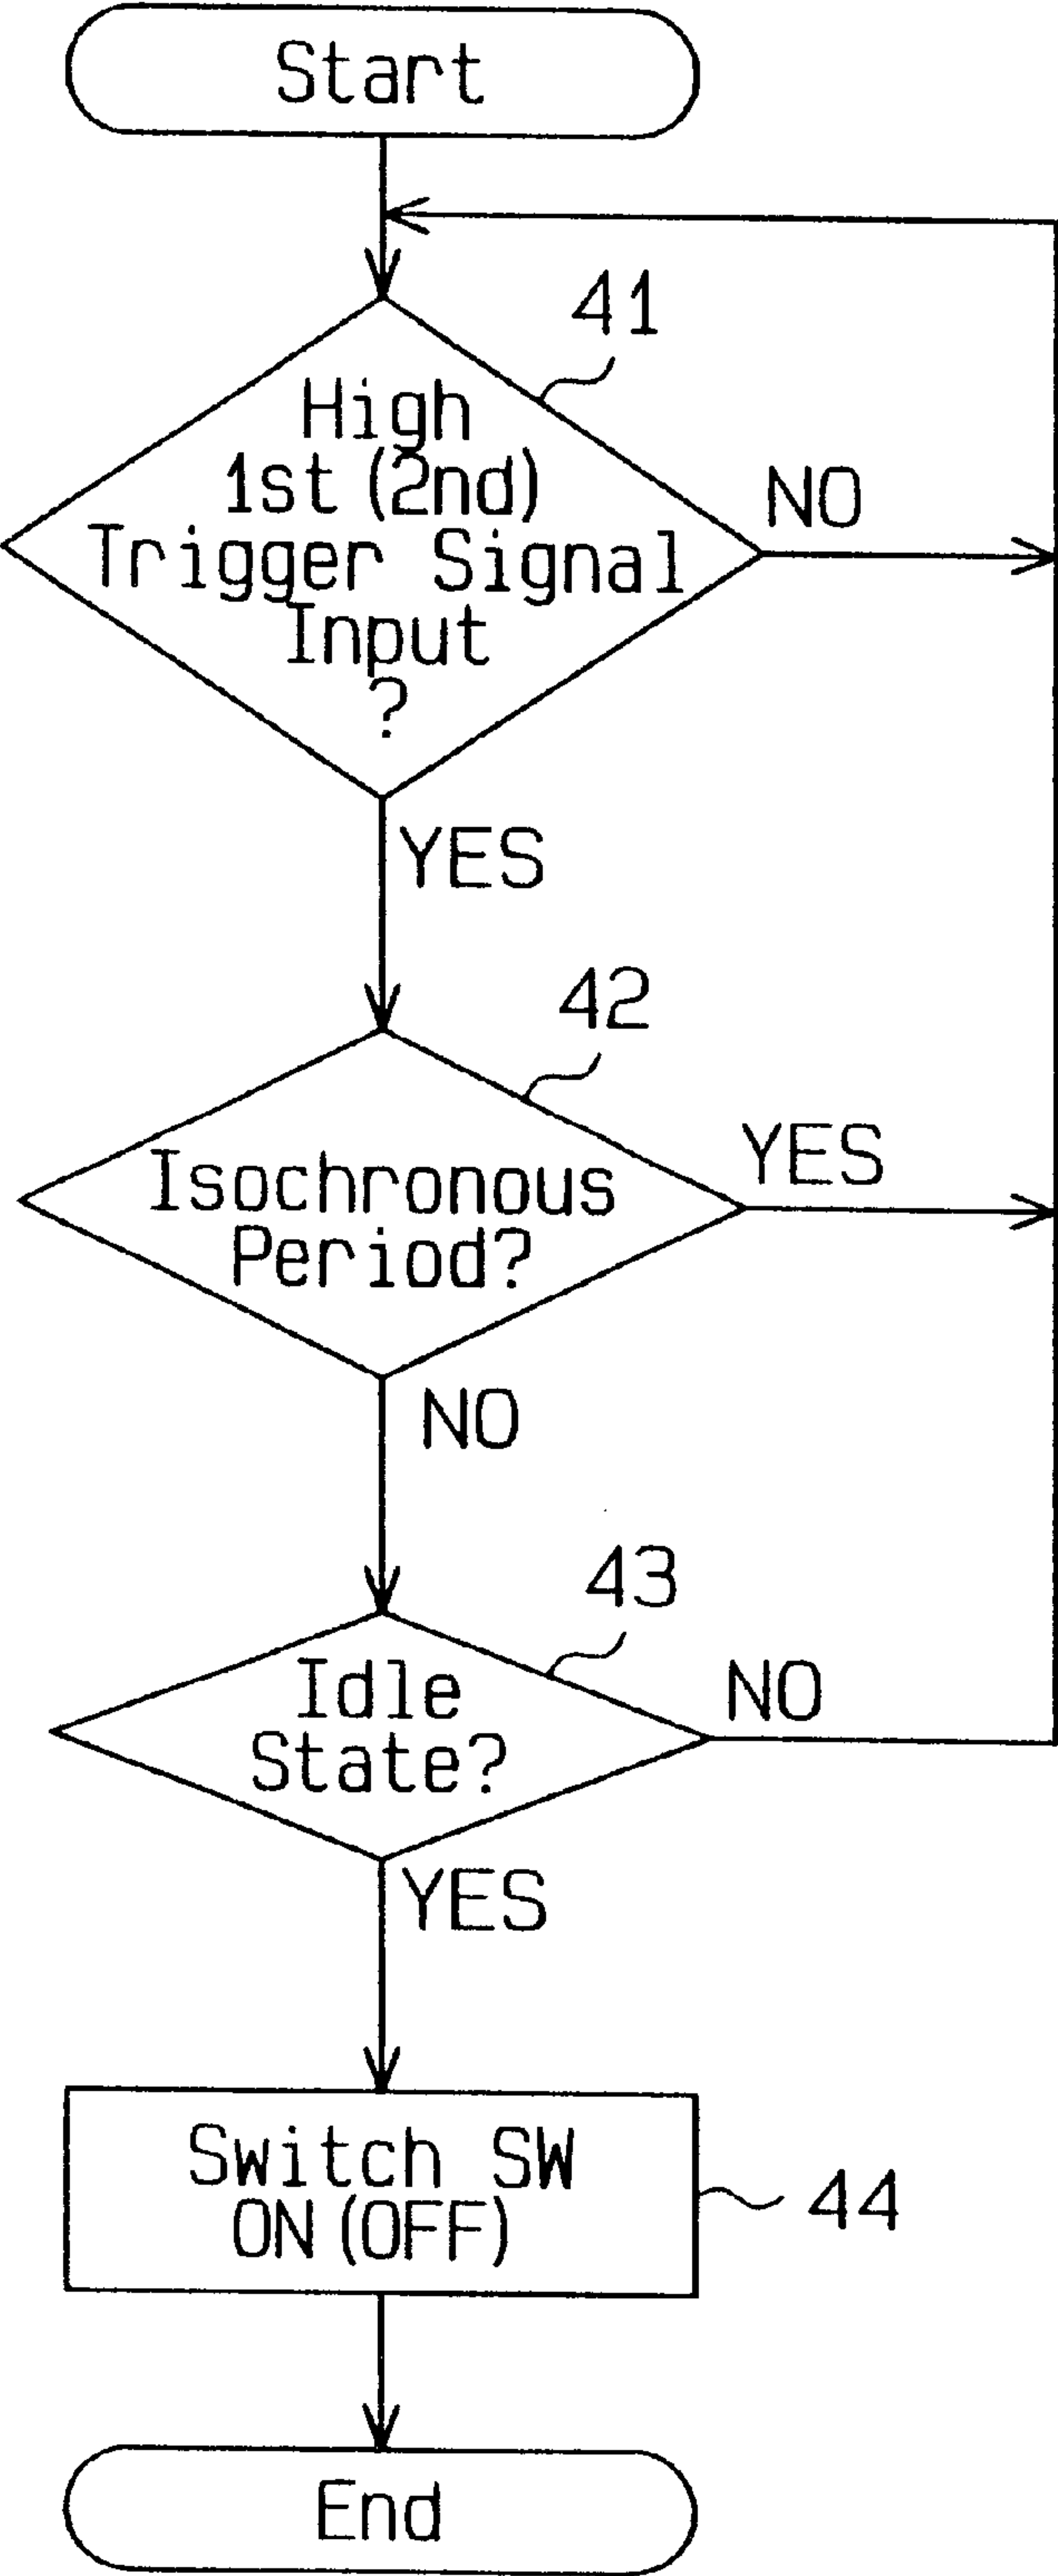 Start
41
High
1st (2nd)
Trigger Signal
Input
?
NO
YES
42
Isochronous
Period?
YES
NO
43
Idle
State?
NO
YES
Switch SW
ON (OFF)
44
End